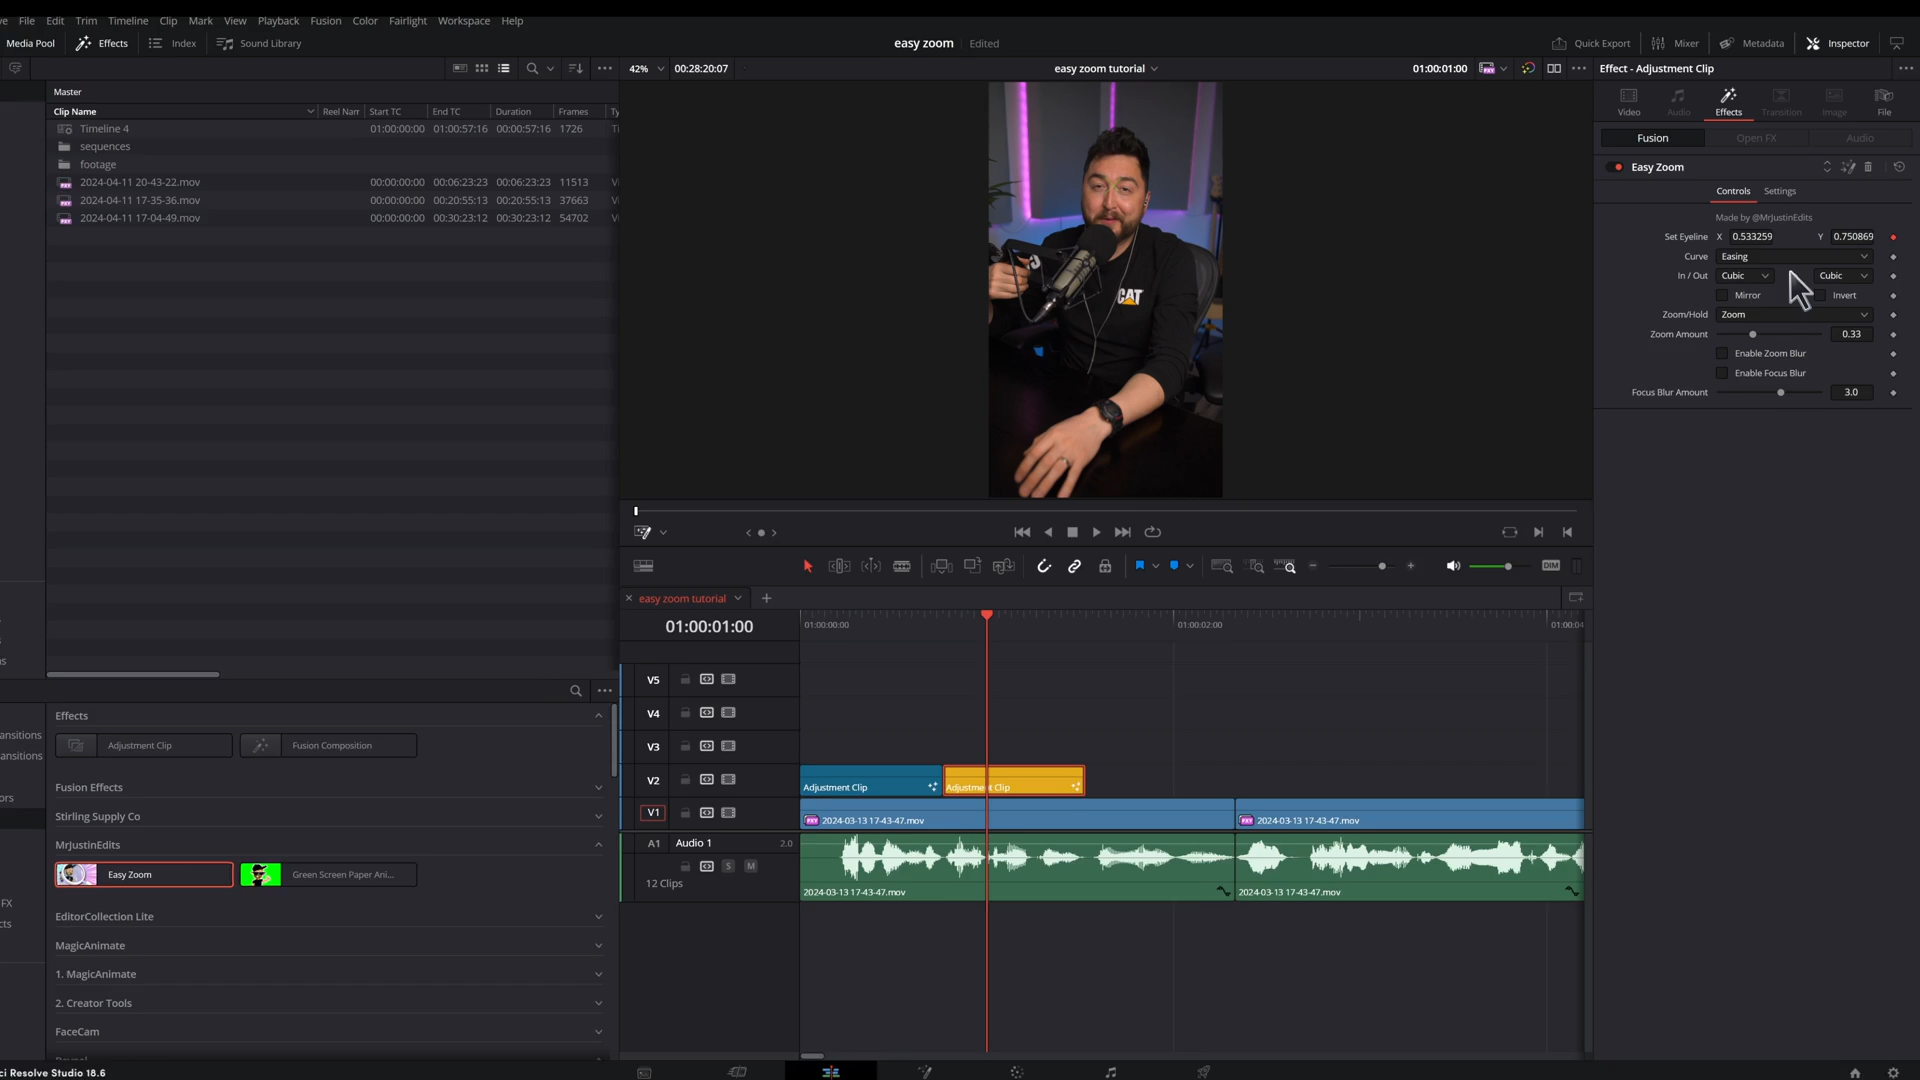 File Edit Trim Timeline Clip Mark View Playback Fusion Color Fairlight Workspace Help
Media Pool Effects Index Sound Library easy zoom Edited Quick Export Mixer Metadata Inspector
42% 00:28:20:07 easy zoom tutorial 01:00:01:00 Effect - Adjustment Clip
Master
Clip Name Reel Narr Start TC End TC Duration Frames Ty
Timeline 4 01:00:00:00 01:00:57:16 00:00:57:16 1726 Ti
sequences
footage
2024-04-11 20-43-22.mov 00:00:00:00 00:06:23:23 00:06:23:23 11513 Vi
2024-04-11 17-35-36.mov 00:00:00:00 00:20:55:13 00:20:55:13 37663 Vi
2024-04-11 17-04-49.mov 00:00:00:00 00:30:23:12 00:30:23:12 54702 Vi
CAT
Video Audio Effects Transition Image File
Fusion Open FX Audio
Easy Zoom
Controls Settings
Made by @MrJustinEdits
Set Eyeline X 0.533259 Y 0.750869
Curve Easing
In / Out Cubic Cubic
Mirror Invert
Zoom/Hold Zoom
Zoom Amount 0.33
Enable Zoom Blur
Enable Focus Blur
Focus Blur Amount 3.0
DIM
easy zoom tutorial
01:00:01:00 01:00:00:00 01:00:02:00 01:00:04
V5
V4
V3
V2 Adjustment Clip Adjustment Clip
V1 2024-03-13 17-43-47.mov 2024-03-13 17-43-47.mov
A1 Audio 1 2.0
S M
12 Clips
2024-03-13 17-43-47.mov 2024-03-13 17-43-47.mov
Effects
ansitions
Adjustment Clip Fusion Composition
ansitions
Fusion Effects
ors
Stirling Supply Co
MrJustinEdits
Easy Zoom Green Screen Paper Ani...
FX
EditorCollection Lite
cts
MagicAnimate
1. MagicAnimate
2. Creator Tools
FaceCam
ci Resolve Studio 18.6